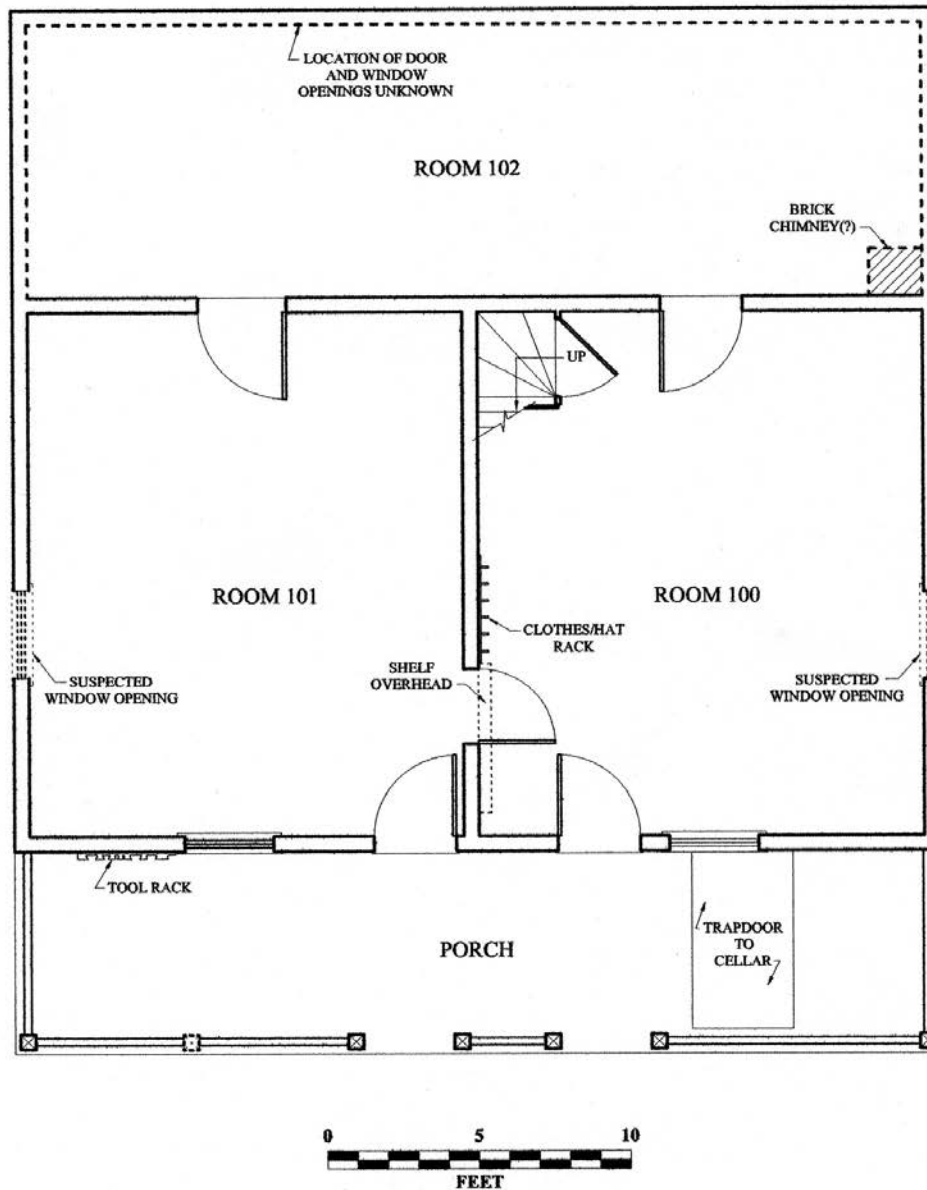 LOCATION OF DOOR
AND WINDOW
OPENINGS UNKNOWN
ROOM 102
BRICK
CHIMNEY(?)
UP
ROOM 101
ROOM 100
CLOTHES/HAT
RACK
SHELF
OVERHEAD
SUSPECTED
WINDOW OPENING
SUSPECTED
WINDOW OPENING
TOOL RACK
PORCH
TRAPDOOR
TO
CELLAR
0 5 10
FEET